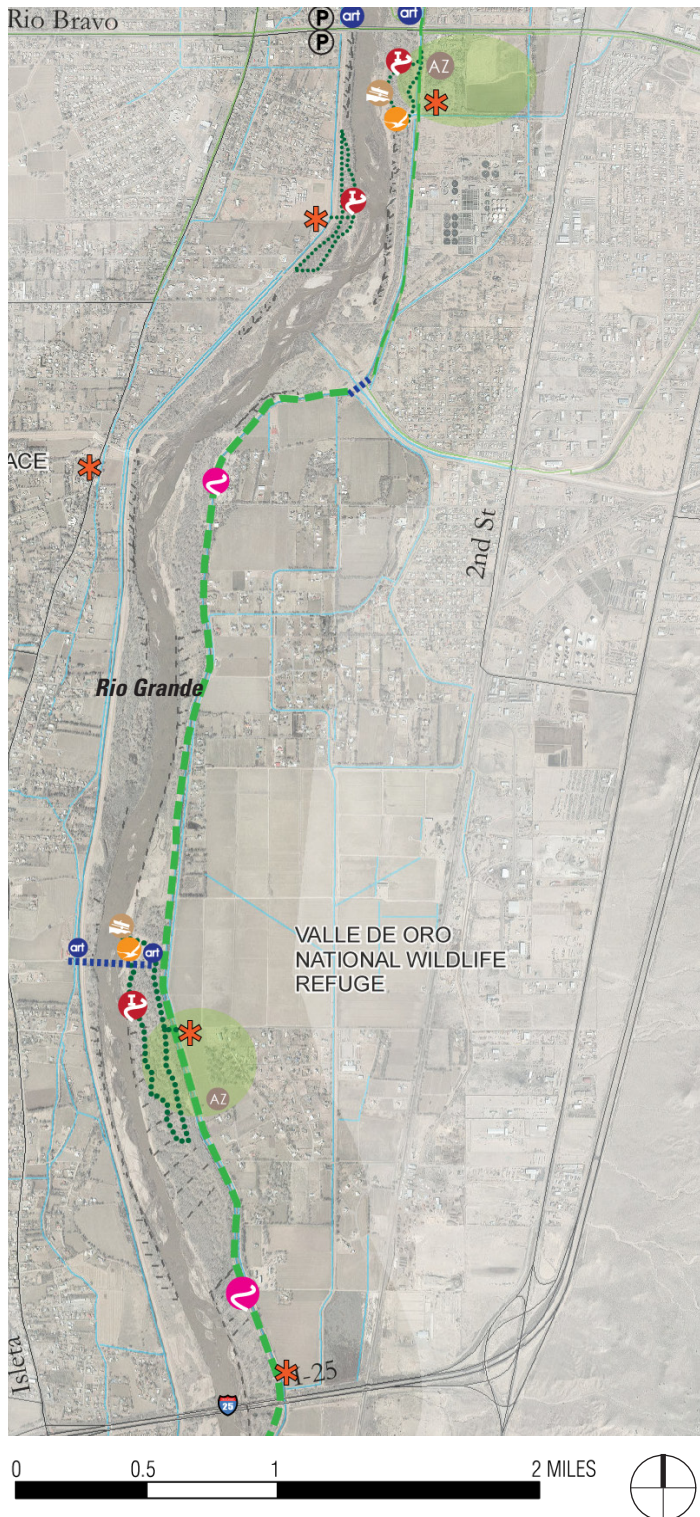 Rio Bravo
P
P
art
art
AZ
ACE
2nd St
Rio Grande
art
art
VALLE DE ORO
NATIONAL WILDLIFE
REFUGE
AZ
Isleta
I-25
25
0
0.5
1
2 MILES